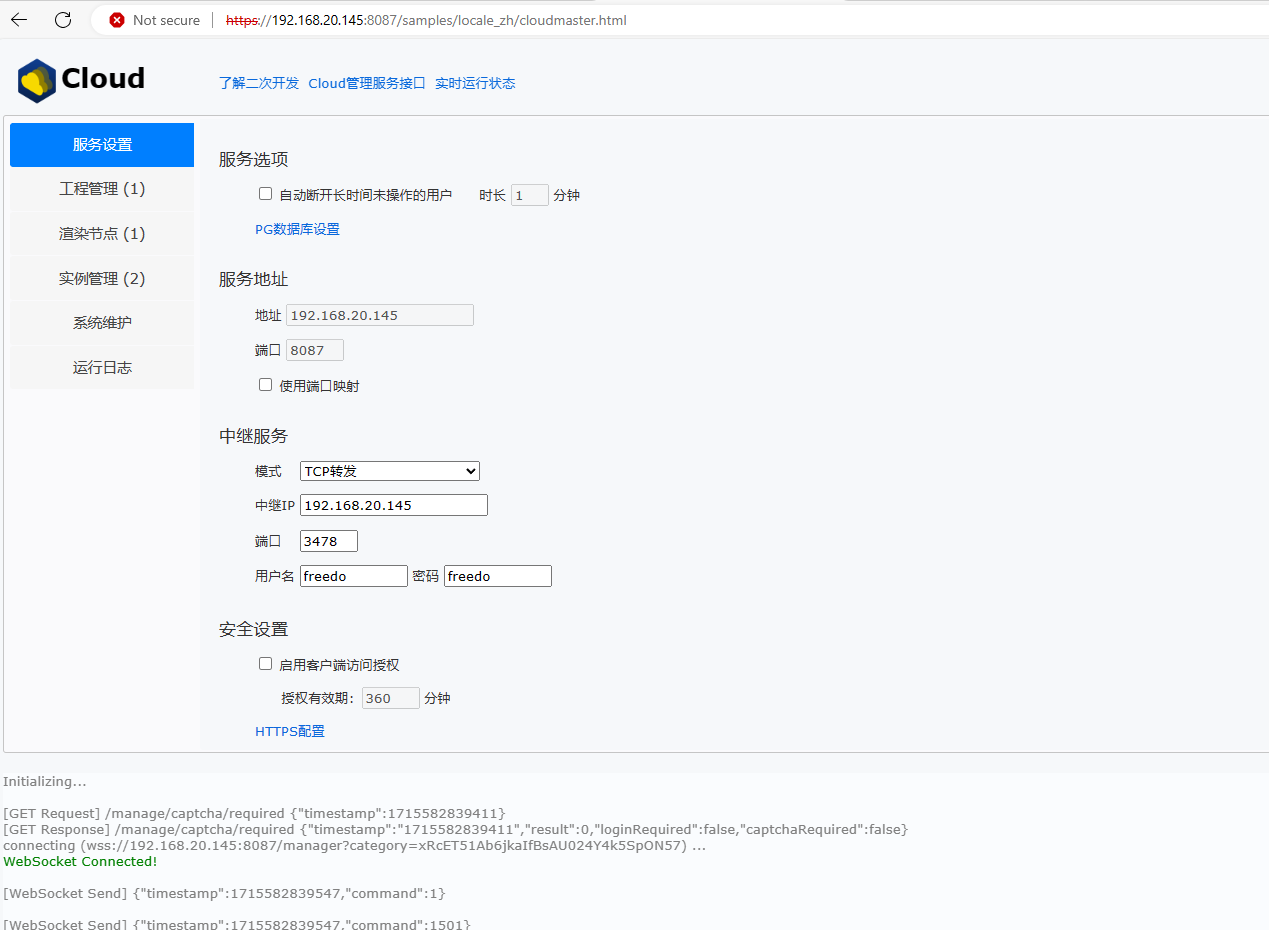 Not secure https://192.168.20.145:8087/samples/locale_zh/cloudmaster.html
Cloud
了解二次开发 Cloud管理服务接口 实时运行状态
服务设置
工程管理 (1)
渲染节点 (1)
实例管理 (2)
系统维护
运行日志
服务选项
自动断开长时间未操作的用户 时长 1 分钟
PG数据库设置
服务地址
地址 192.168.20.145
端口 8087
使用端口映射
中继服务
模式 TCP转发
中继IP 192.168.20.145
端口 3478
用户名 freedo 密码 freedo
安全设置
启用客户端访问授权
授权有效期: 360 分钟
HTTPS配置
Initializing...
[GET Request] /manage/captcha/required {"timestamp":1715582839411}
[GET Response] /manage/captcha/required {"timestamp":"1715582839411","result":0,"loginRequired":false,"captchaRequired":false}
connecting (wss://192.168.20.145:8087/manager?category=xRcET51Ab6jkaIfBsAU024Y4k5SpON57) ...
WebSocket Connected!
[WebSocket Send] {"timestamp":1715582839547,"command":1}
[WebSocket Send] {"timestamp":1715582839547,"command":1501}